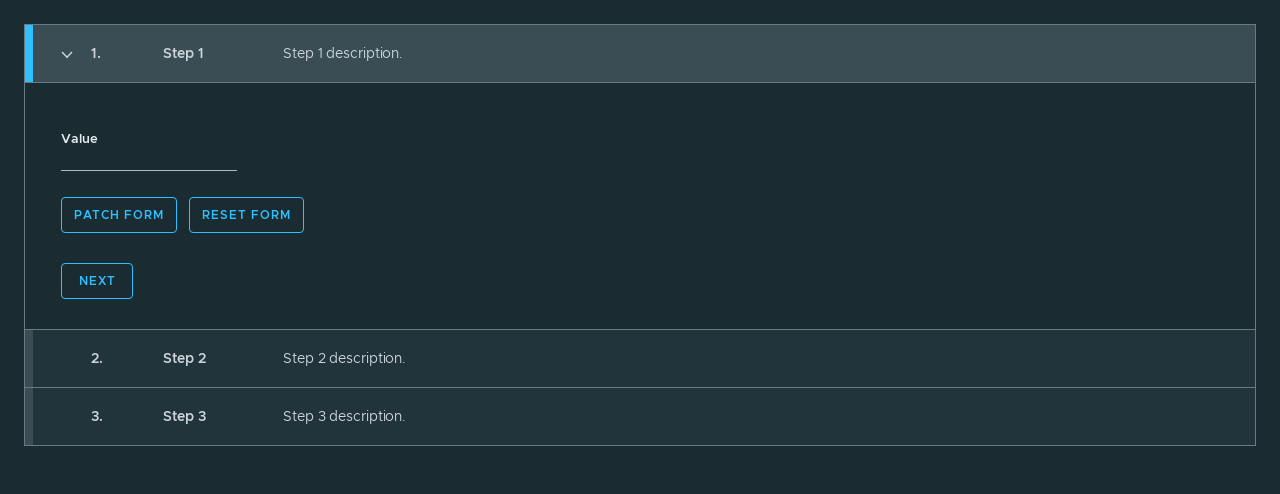 1. Step 1 Step 1 description.
Value
PATCH FORM RESET FORM
NEXT
2. Step 2 Step 2 description.
3. Step 3 Step 3 description.